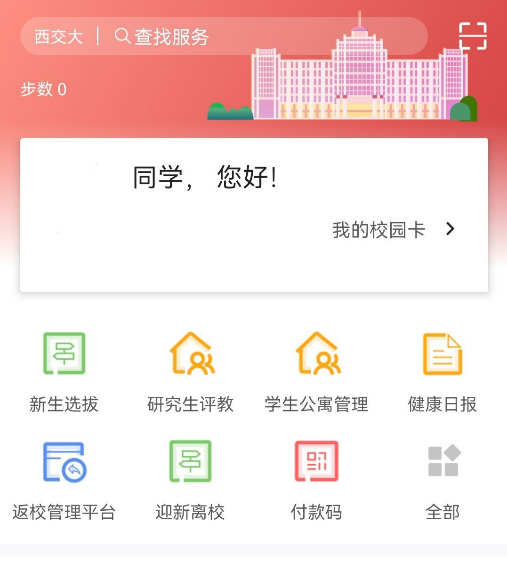 西交大 查找服务
步数 0
同学， 您好!
我的校园卡
新生选拔 研究生评教 学生公寓管理 健康日报
返校管理平台 迎新离校 付款码 全部